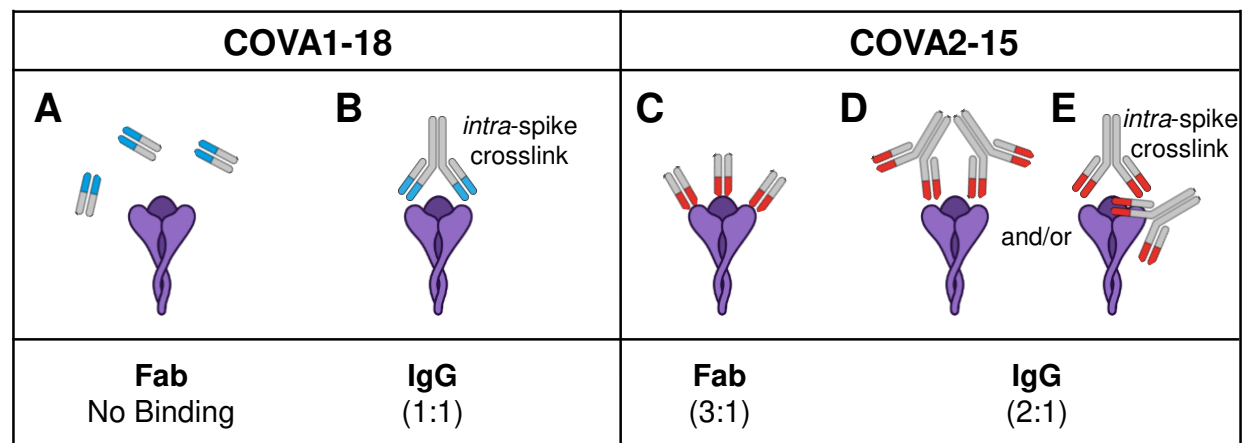 COVA1-18
COVA2-15
A
B
intra-spike
crosslink
C
D
E
intra-spike
crosslink
and/or
Fab
No Binding
IgG
(1:1)
Fab
(3:1)
IgG
(2:1)